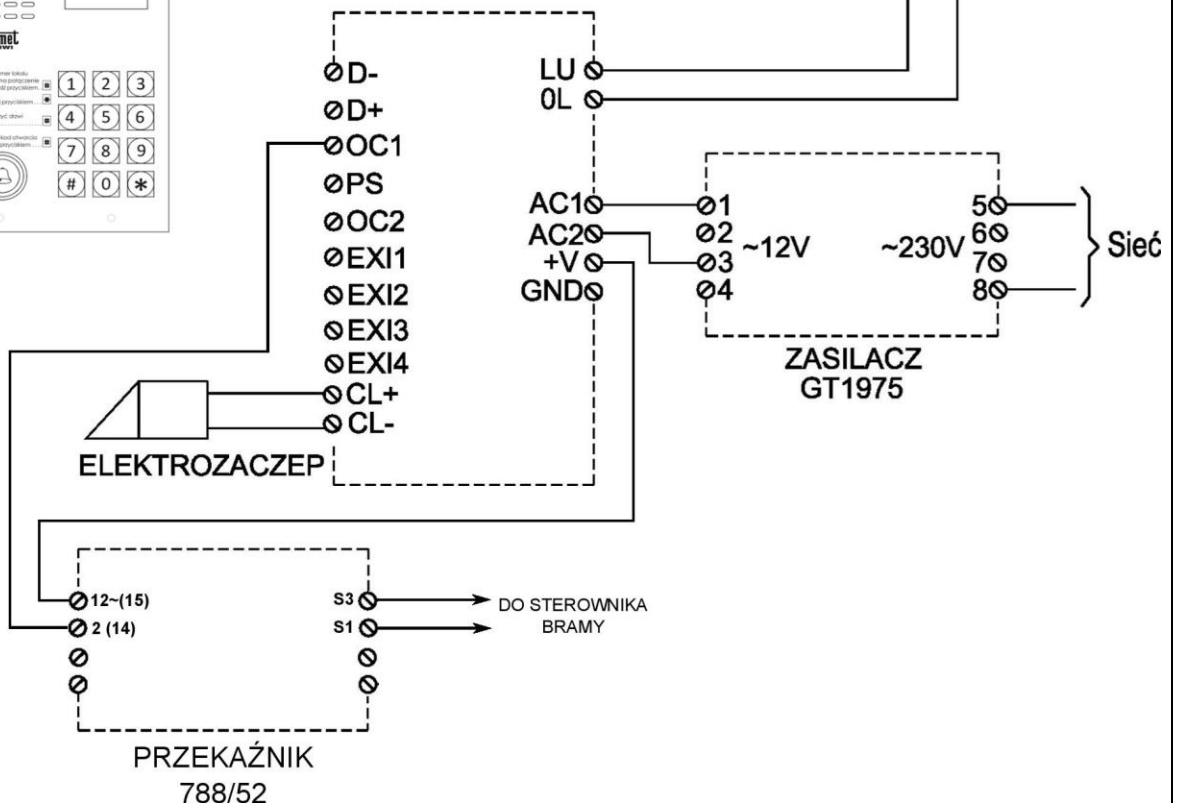 1 2 3
4 5 6
7 8 9
# 0 *
D-
D+
OC1
PS
OC2
EXI1
EXI2
EXI3
EXI4
CL+
CL-
LU
0L
AC1
AC2
+V
GND
1
2
3
4
~12V
~230V
5
6
7
8
Sieć
ZASILACZ
GT1975
ELEKTROZACZEP
12~(15)
2 (14)
S3
S1
DO STEROWNIKA
BRAMY
PRZEKAŹNIK
788/52